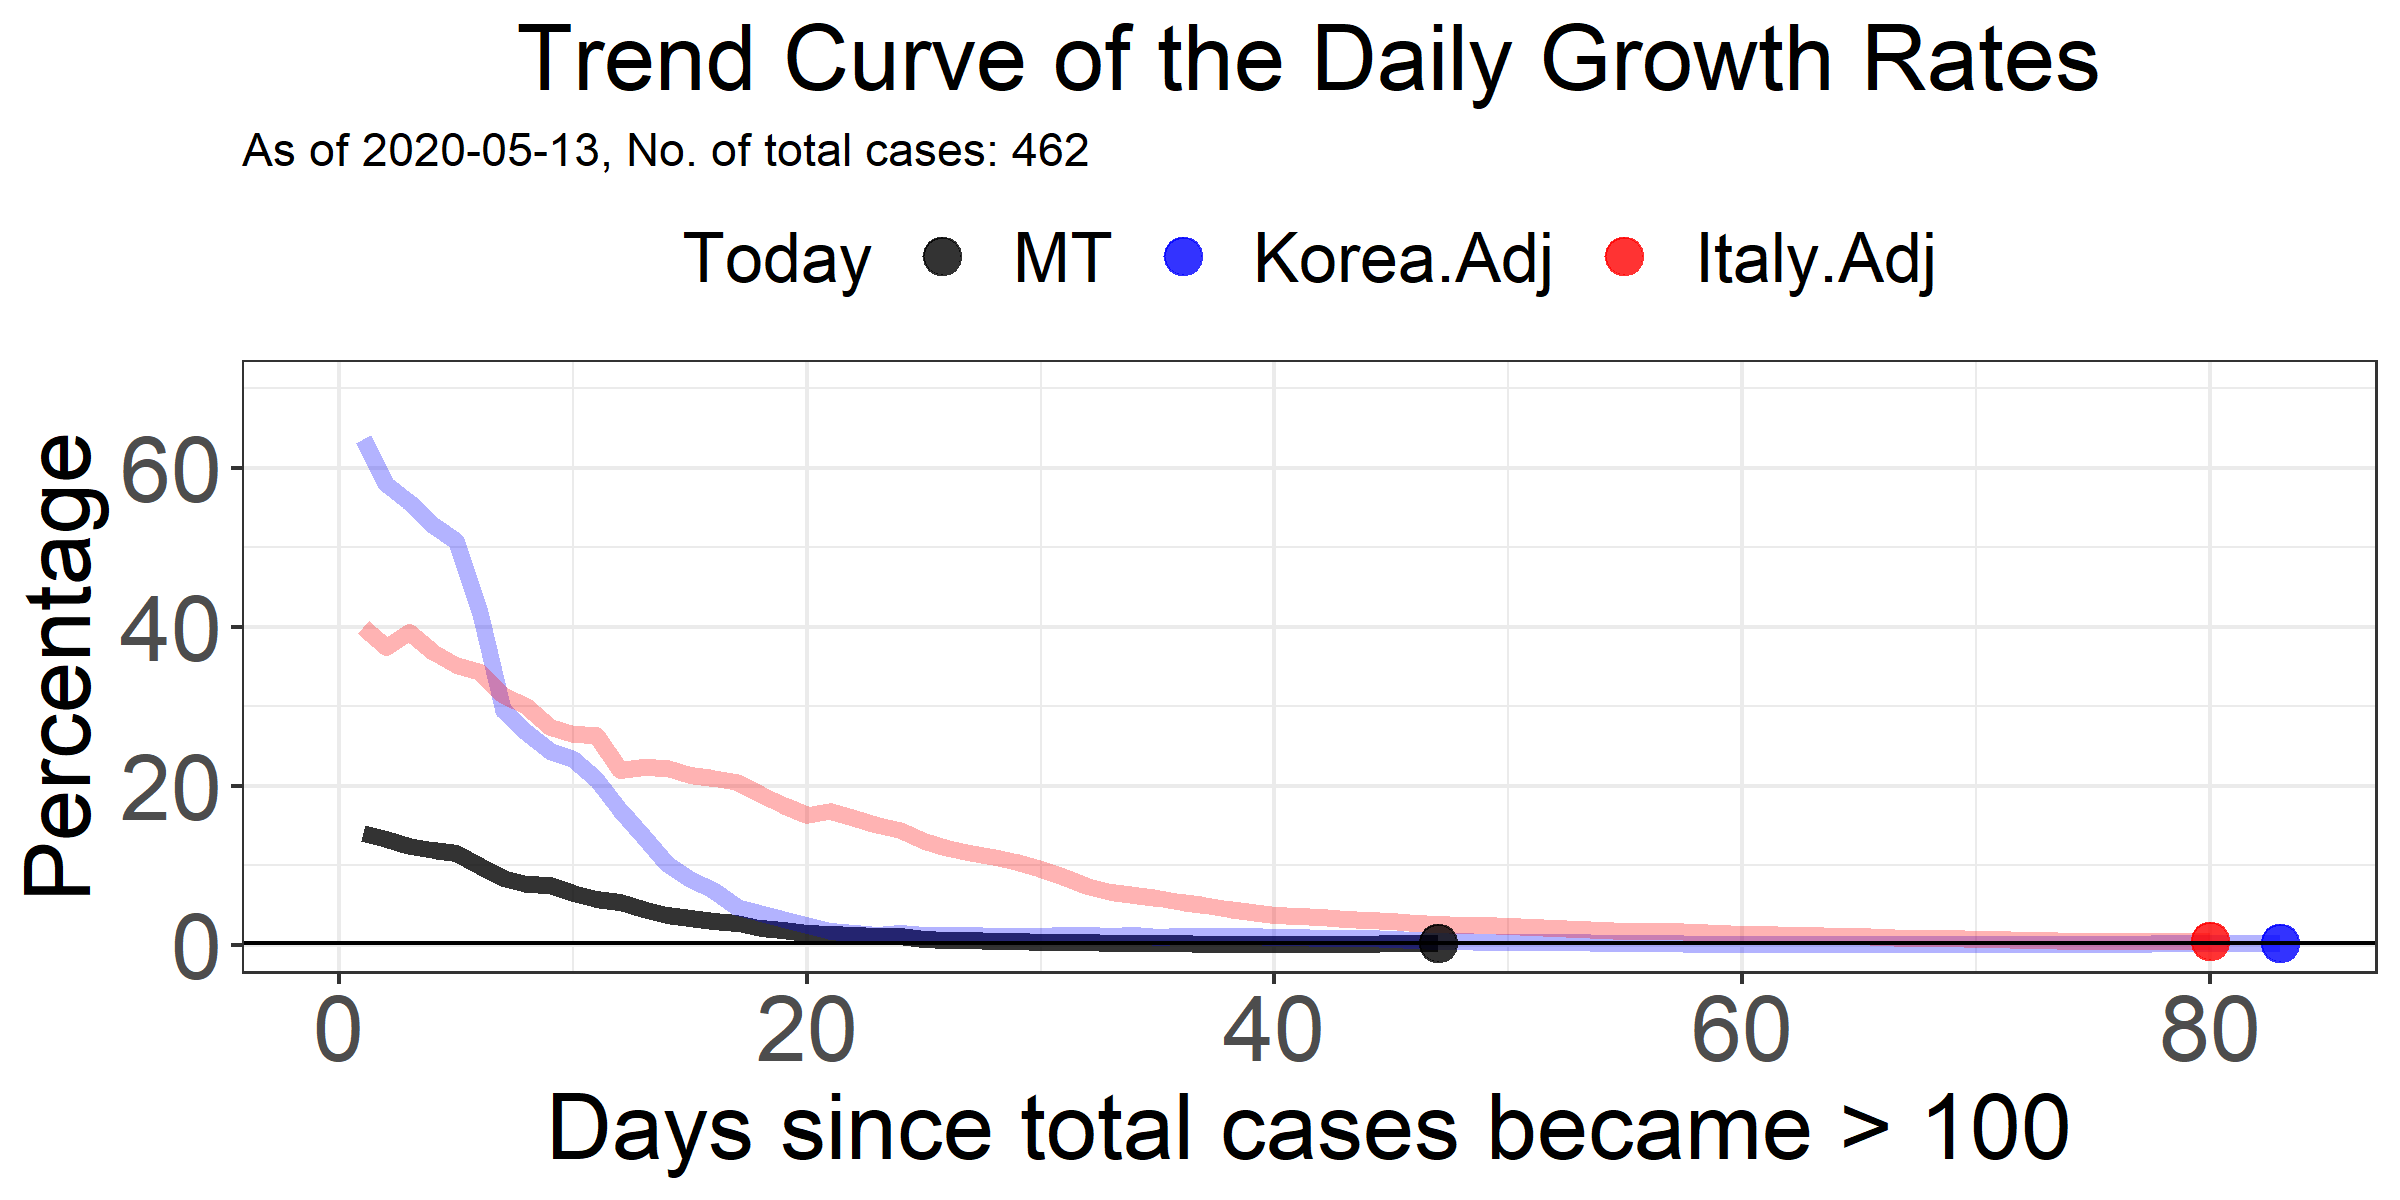 Trend Curve of the Daily Growth Rates
As of 2020-05-13, No. of total cases: 462
Today MT Korea.Adj Italy.Adj
Percentage
60
40
20
0
0 20 40 60 80
Days since total cases became > 100